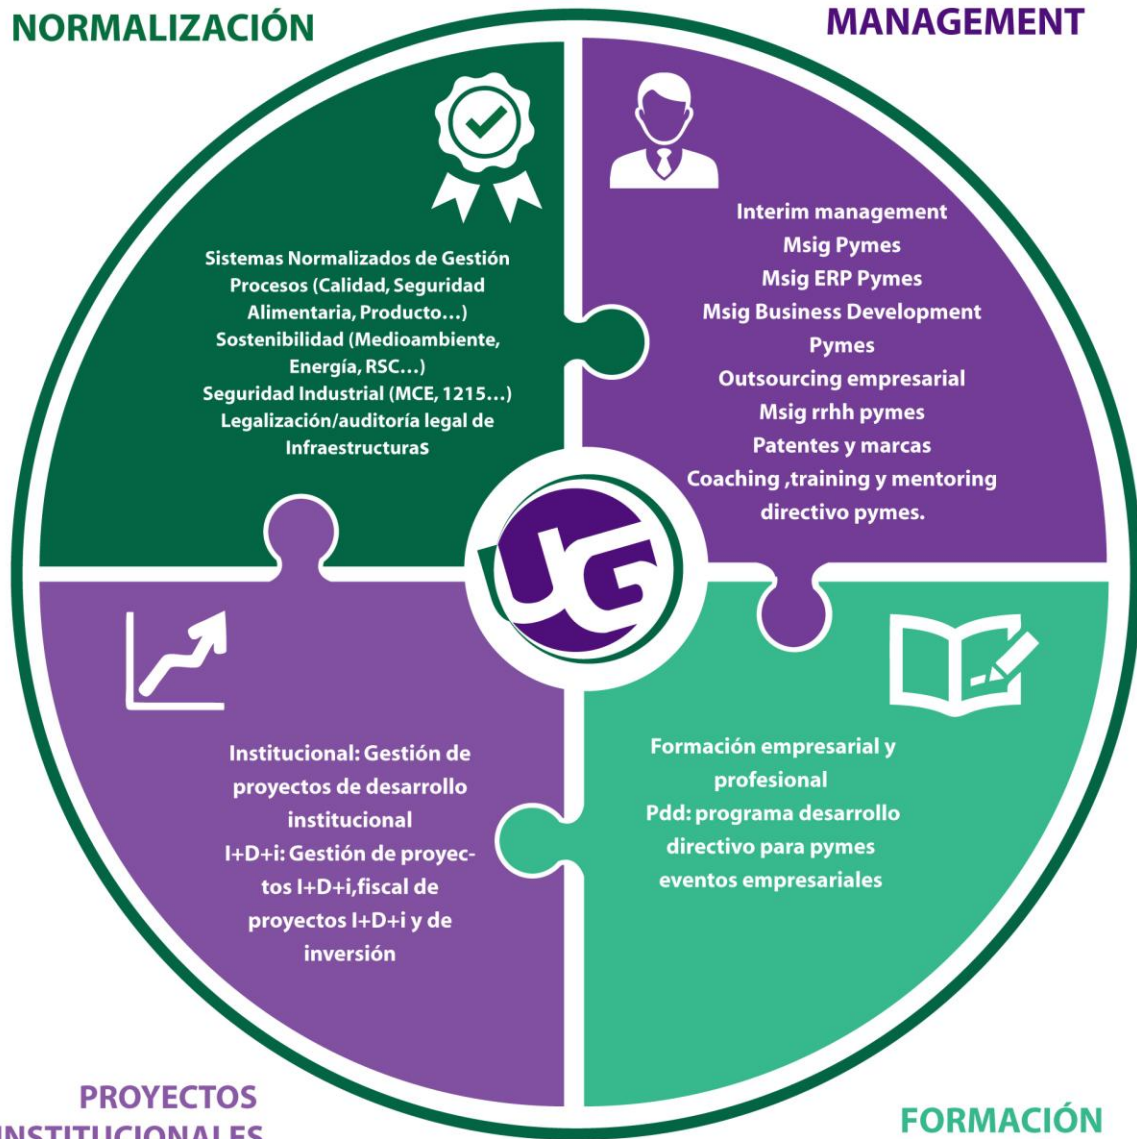 NORMALIZACIÓN
MANAGEMENT
Sistemas Normalizados de Gestión
Procesos (Calidad, Seguridad
Alimentaria, Producto...)
Sostenibilidad (Medioambiente,
Energía, RSC...)
Seguridad Industrial (MCE, 1215...)
Legalización/auditoría legal de
Infraestructuras
Interim management
Msig Pymes
Msig ERP Pymes
Msig Business Development
Pymes
Outsourcing empresarial
Msig rrhh pymes
Patentes y marcas
Coaching ,training y mentoring
directivo pymes.
UG
Institucional: Gestión de
proyectos de desarrollo
institucional
I+D+i: Gestión de proyec-
tos I+D+i,fiscal de
proyectos I+D+i y de
inversión
Formación empresarial y
profesional
Pdd: programa desarrollo
directivo para pymes
eventos empresariales
PROYECTOS
INSTITUCIONALES
FORMACIÓN